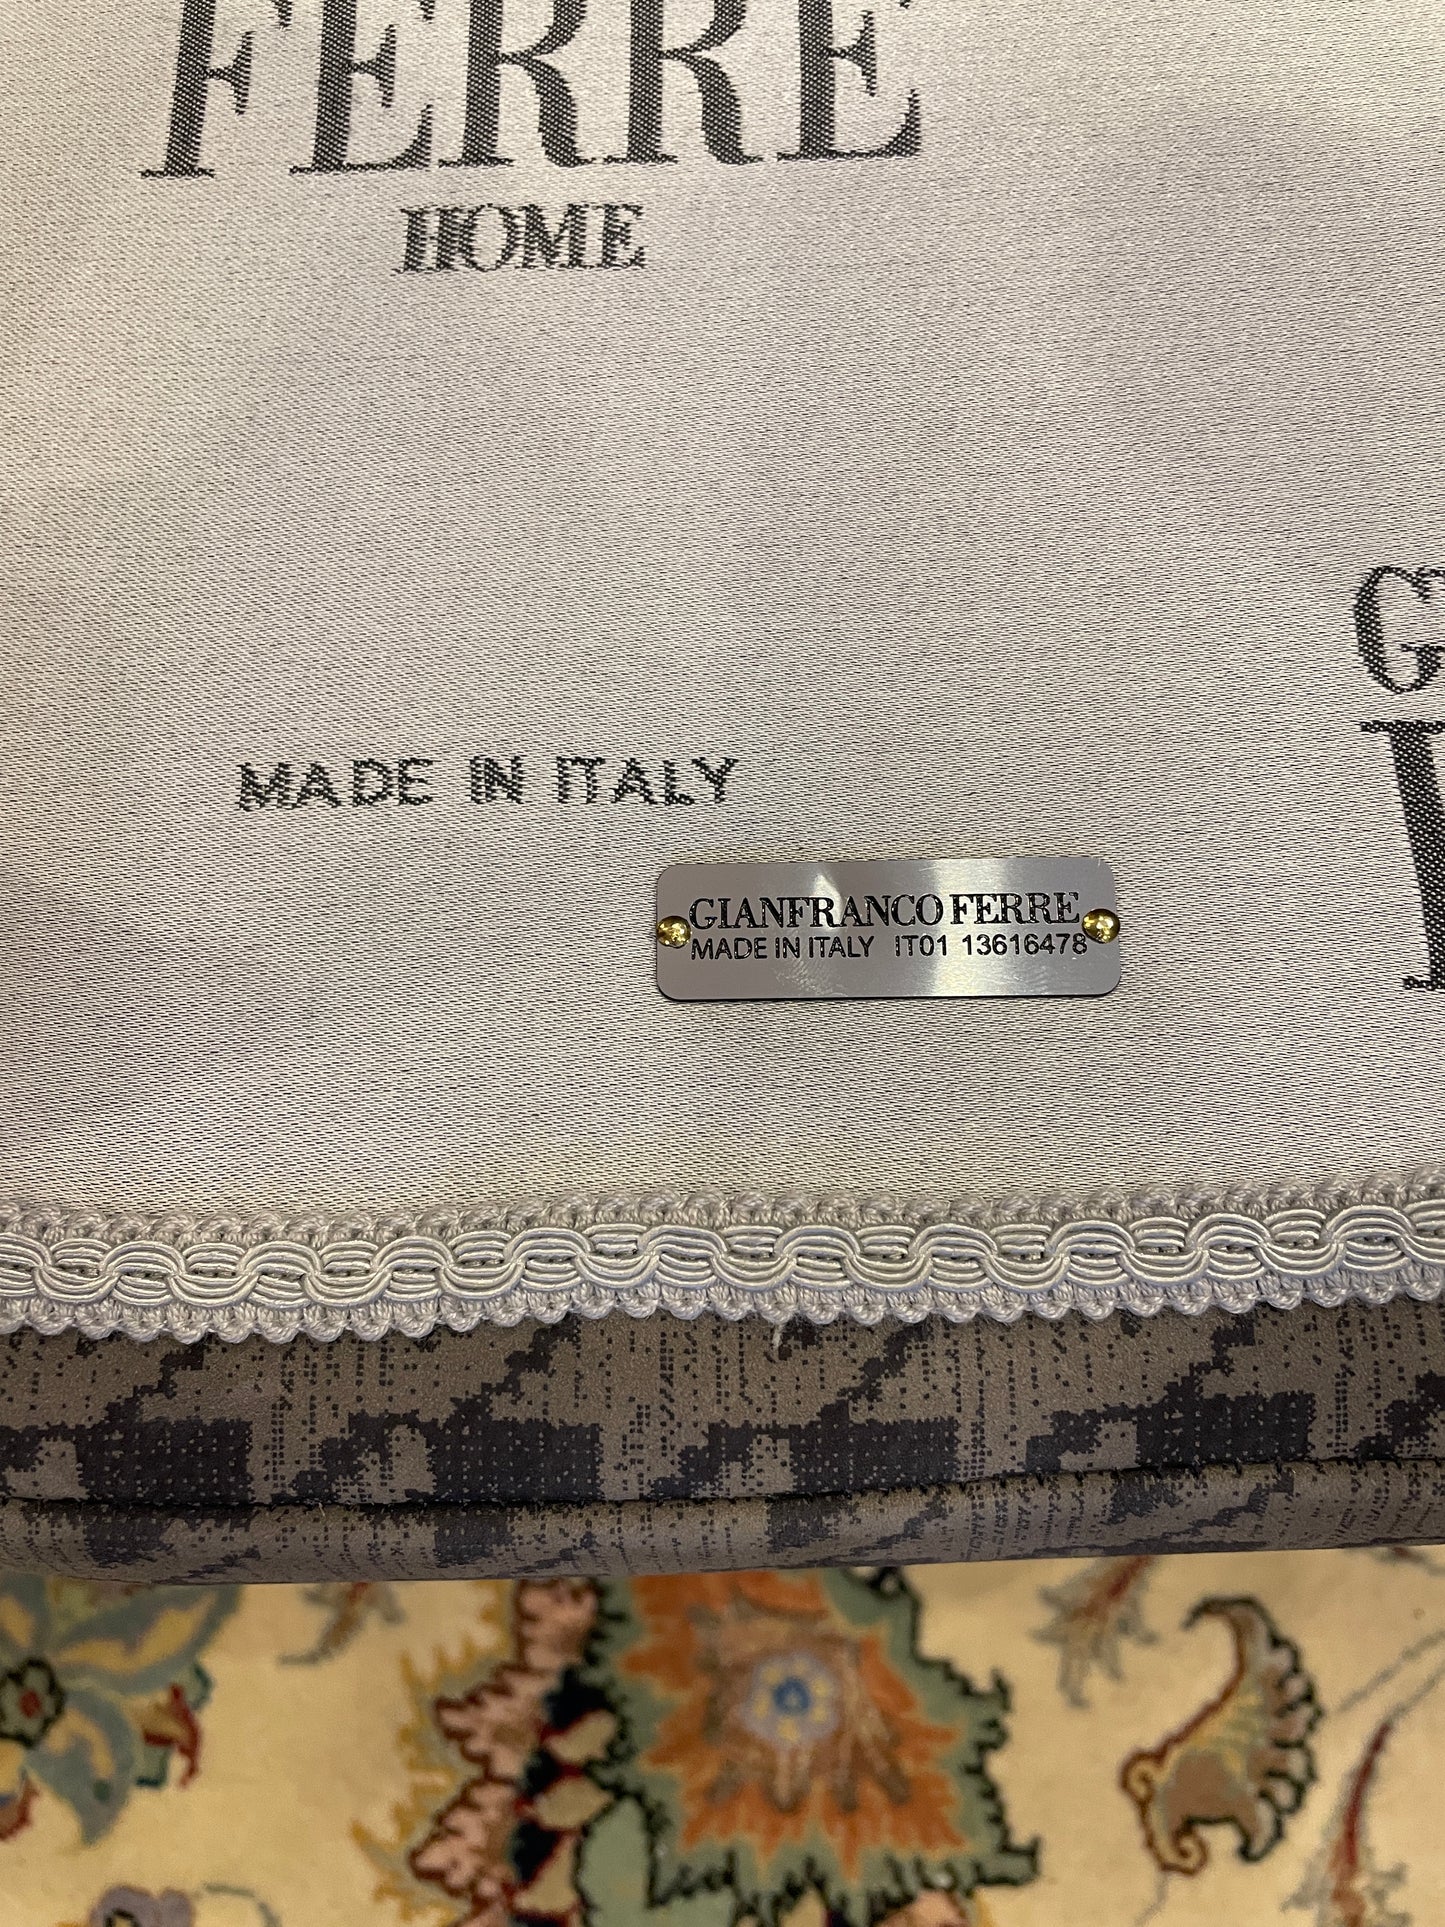 FERRE
HOME
MADE IN ITALY
GIANFRANCO FERRE
MADE IN ITALY IT01 13616478